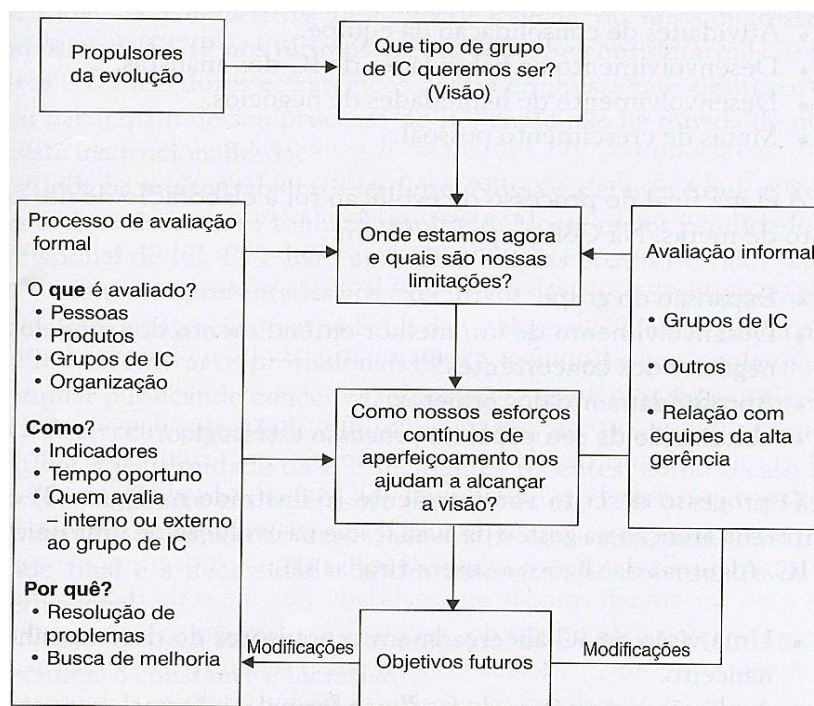 Propulsores
da evolução
Que tipo de grupo
de IC queremos ser?
(Visão)
Processo de avaliação
formal
O que é avaliado?
• Pessoas
• Produtos
• Grupos de IC
• Organização
Como?
• Indicadores
• Tempo oportuno
• Quem avalia
– interno ou externo
ao grupo de IC
Por quê?
• Resolução de
problemas
• Busca de melhoria
Onde estamos agora
e quais são nossas
limitações?
Como nossos esforços
contínuos de
aperfeiçoamento nos
ajudam a alcançar
a visão?
Avaliação informal
• Grupos de IC
• Outros
• Relação com
equipes da alta
gerência
Modificações
Objetivos futuros
Modificações